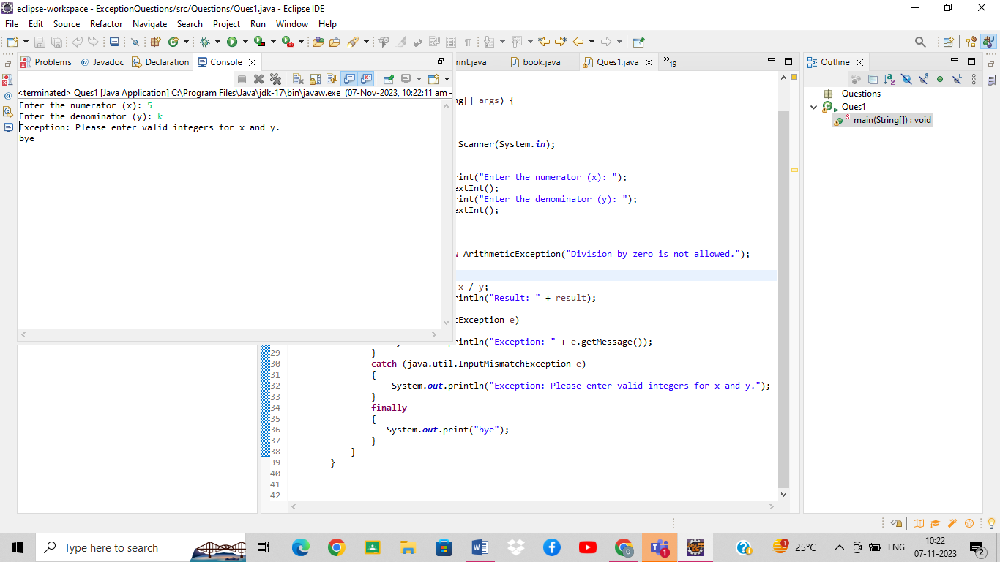 eclipse-workspace - ExceptionQuestions/src/Questions/Ques1.java - Eclipse IDE
File Edit Source Refactor Navigate Search Project Run Window Help
Problems @ Javadoc Declaration Console
<terminated> Ques1 [Java Application] C:\Program Files\Java\jdk-17\bin\javaw.exe (07-Nov-2023, 10:22:11 am –
Enter the numerator (x): 5
Enter the denominator (y): k
Exception: Please enter valid integers for x and y.
bye
rint.java book.java Ques1.java »19
ng[] args) {
Scanner(System.in);
rint("Enter the numerator (x): ");
extInt();
rint("Enter the denominator (y): ");
extInt();
w ArithmeticException("Division by zero is not allowed.");
x / y;
rintln("Result: " + result);
tException e)
rintln("Exception: " + e.getMessage());
29 }
30 catch (java.util.InputMismatchException e)
31 {
32 System.out.println("Exception: Please enter valid integers for x and y.");
33 }
34 finally
35 {
36 System.out.print("bye");
37 }
38 }
39 }
40
41
42
Outline
Questions
Ques1
main(String[]) : void
Type here to search
25°C
ENG
10:22
07-11-2023
2